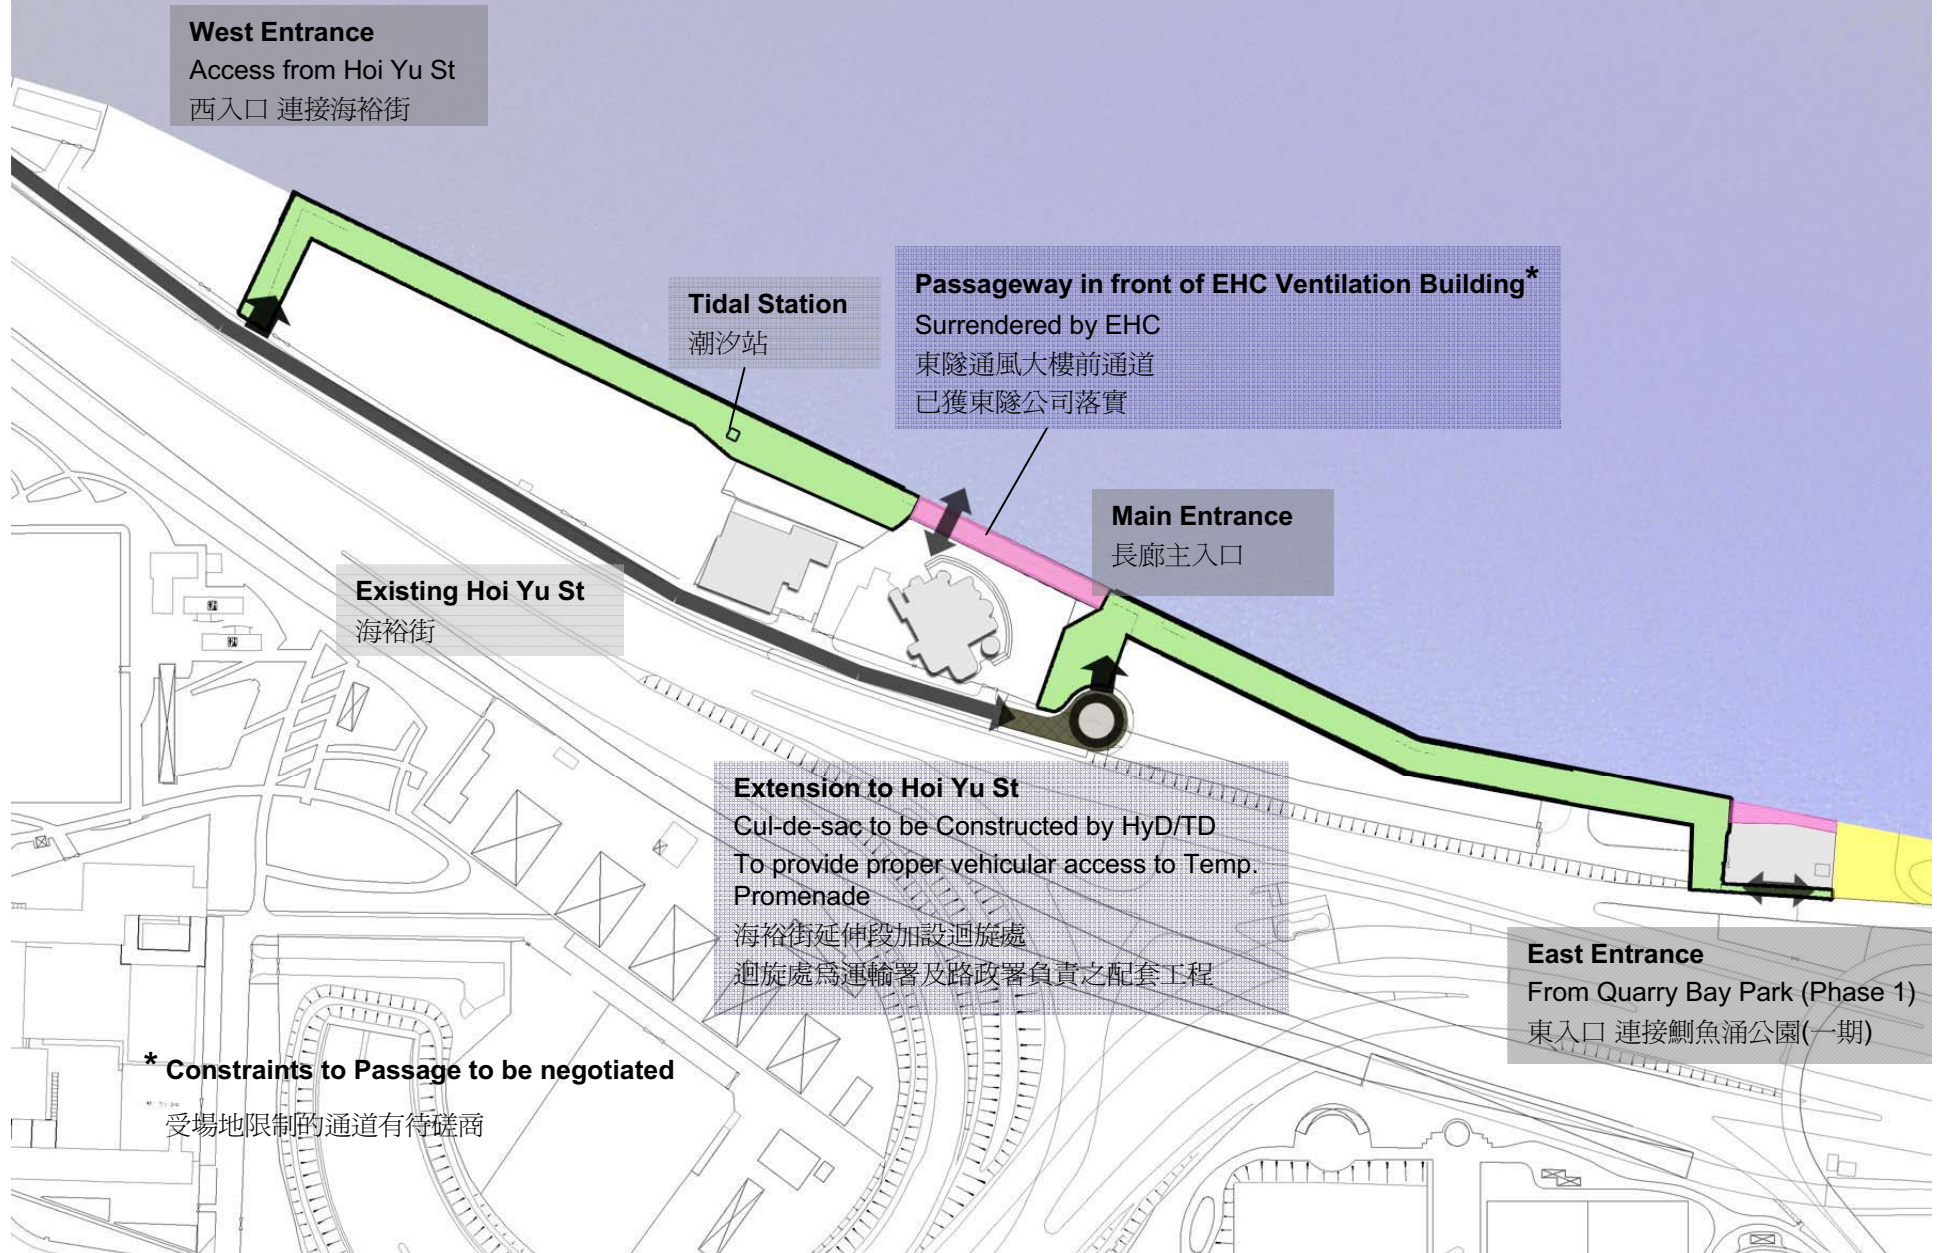 West Entrance
Access from Hoi Yu St
西入口 連接海裕街
Tidal Station
潮汐站
Passageway in front of EHC Ventilation Building*
Surrendered by EHC
東隧通風大樓前通道
已獲東隧公司落實
Main Entrance
長廊主入口
Existing Hoi Yu St
海裕街
Extension to Hoi Yu St
Cul-de-sac to be Constructed by HyD/TD
To provide proper vehicular access to Temp.
Promenade
海裕街延伸段加設迴旋處
迴旋處爲運輸署及路政署負責之配套工程
East Entrance
From Quarry Bay Park (Phase 1)
東入口 連接鰂魚涌公園(一期)
* Constraints to Passage to be negotiated
受場地限制的通道有待磋商